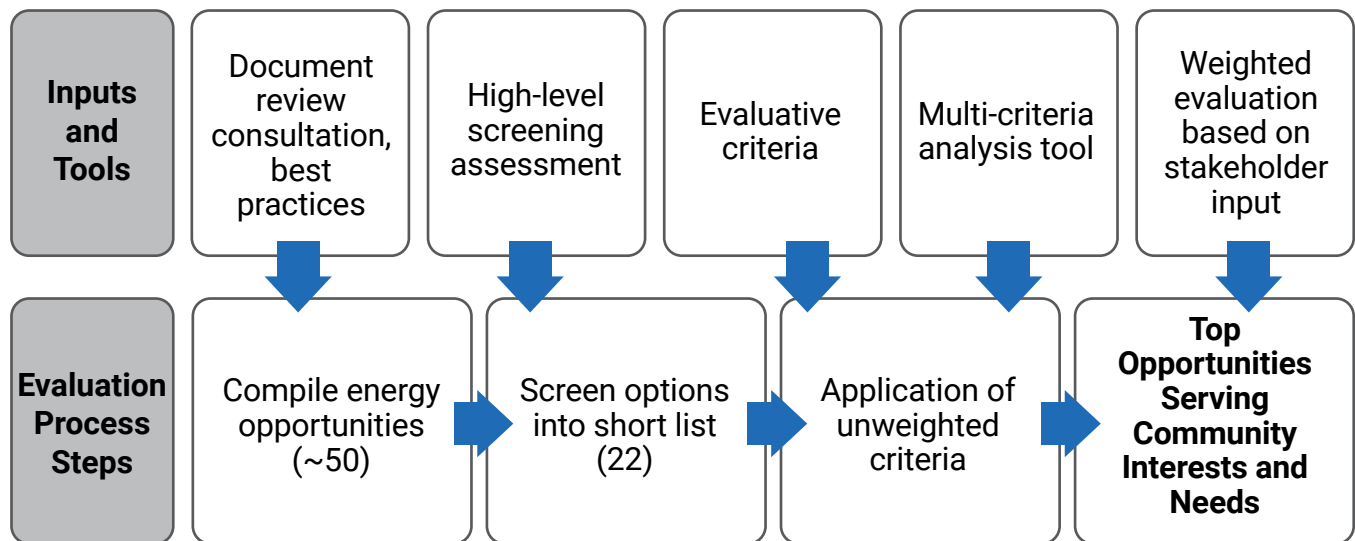 Inputs
and
Tools
Document
review
consultation,
best
practices
High-level
screening
assessment
Evaluative
criteria
Multi-criteria
analysis tool
Weighted
evaluation
based on
stakeholder
input
Evaluation
Process
Steps
Compile energy
opportunities
(~50)
Screen options
into short list
(22)
Application of
unweighted
criteria
Top
Opportunities
Serving
Community
Interests and
Needs